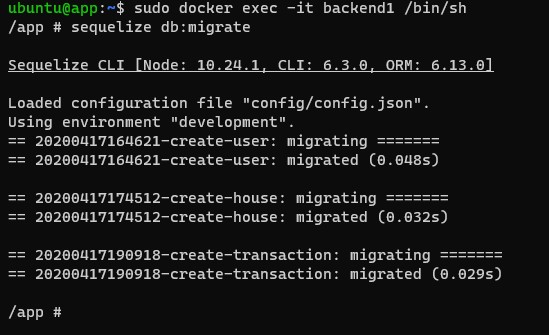 ubuntu@app:~$ sudo docker exec -it backend1 /bin/sh
/app # sequelize db:migrate
Sequelize CLI [Node: 10.24.1, CLI: 6.3.0, ORM: 6.13.0]
Loaded configuration file "config/config.json".
Using environment "development".
== 20200417164621-create-user: migrating =======
== 20200417164621-create-user: migrated (0.048s)
== 20200417174512-create-house: migrating =======
== 20200417174512-create-house: migrated (0.032s)
== 20200417190918-create-transaction: migrating =======
== 20200417190918-create-transaction: migrated (0.029s)
/app #